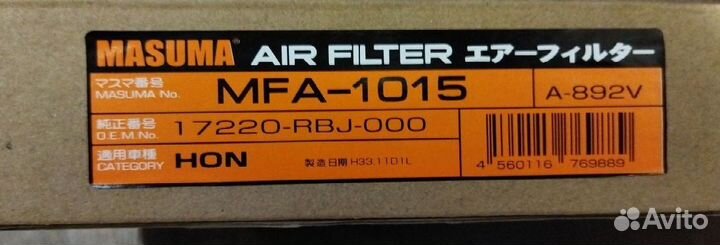 MASUMA® AIR FILTER エアーフィルター
マスマ番号
MASUMA No.
MFA-1015
A-892V
純正番号
O.E.M.No.
17220-RBJ-000
適用車種
CATEGORY
HON
製造日期 H33.11D1L
4 560116 769889
Avito